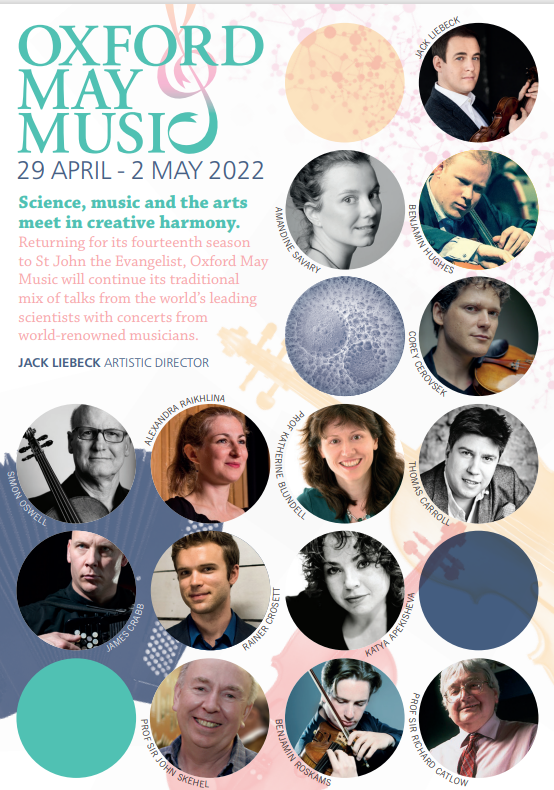 OXFORD
MAY
MUSIC
29 APRIL - 2 MAY 2022
Science, music and the arts
meet in creative harmony.
Returning for its fourteenth season
to St John the Evangelist, Oxford May
Music will continue its traditional
mix of talks from the world's leading
scientists with concerts from
world-renowned musicians.
JACK LIEBECK ARTISTIC DIRECTOR
JACK LIEBECK
AMANDINE SAVARY
BENJAMIN HUGHES
COREY CEROVSEK
SIMON OSWELL
ALEXANDRA RAIKHLINA
PROF KATHERINE BLUNDELL
THOMAS CARROLL
JAMES CRABB
RAINER CROSETT
KATYA APEKISHEVA
PROF SIR JOHN SKEHEL
BENJAMIN ROSKAMS
PROF SIR RICHARD CATLOW